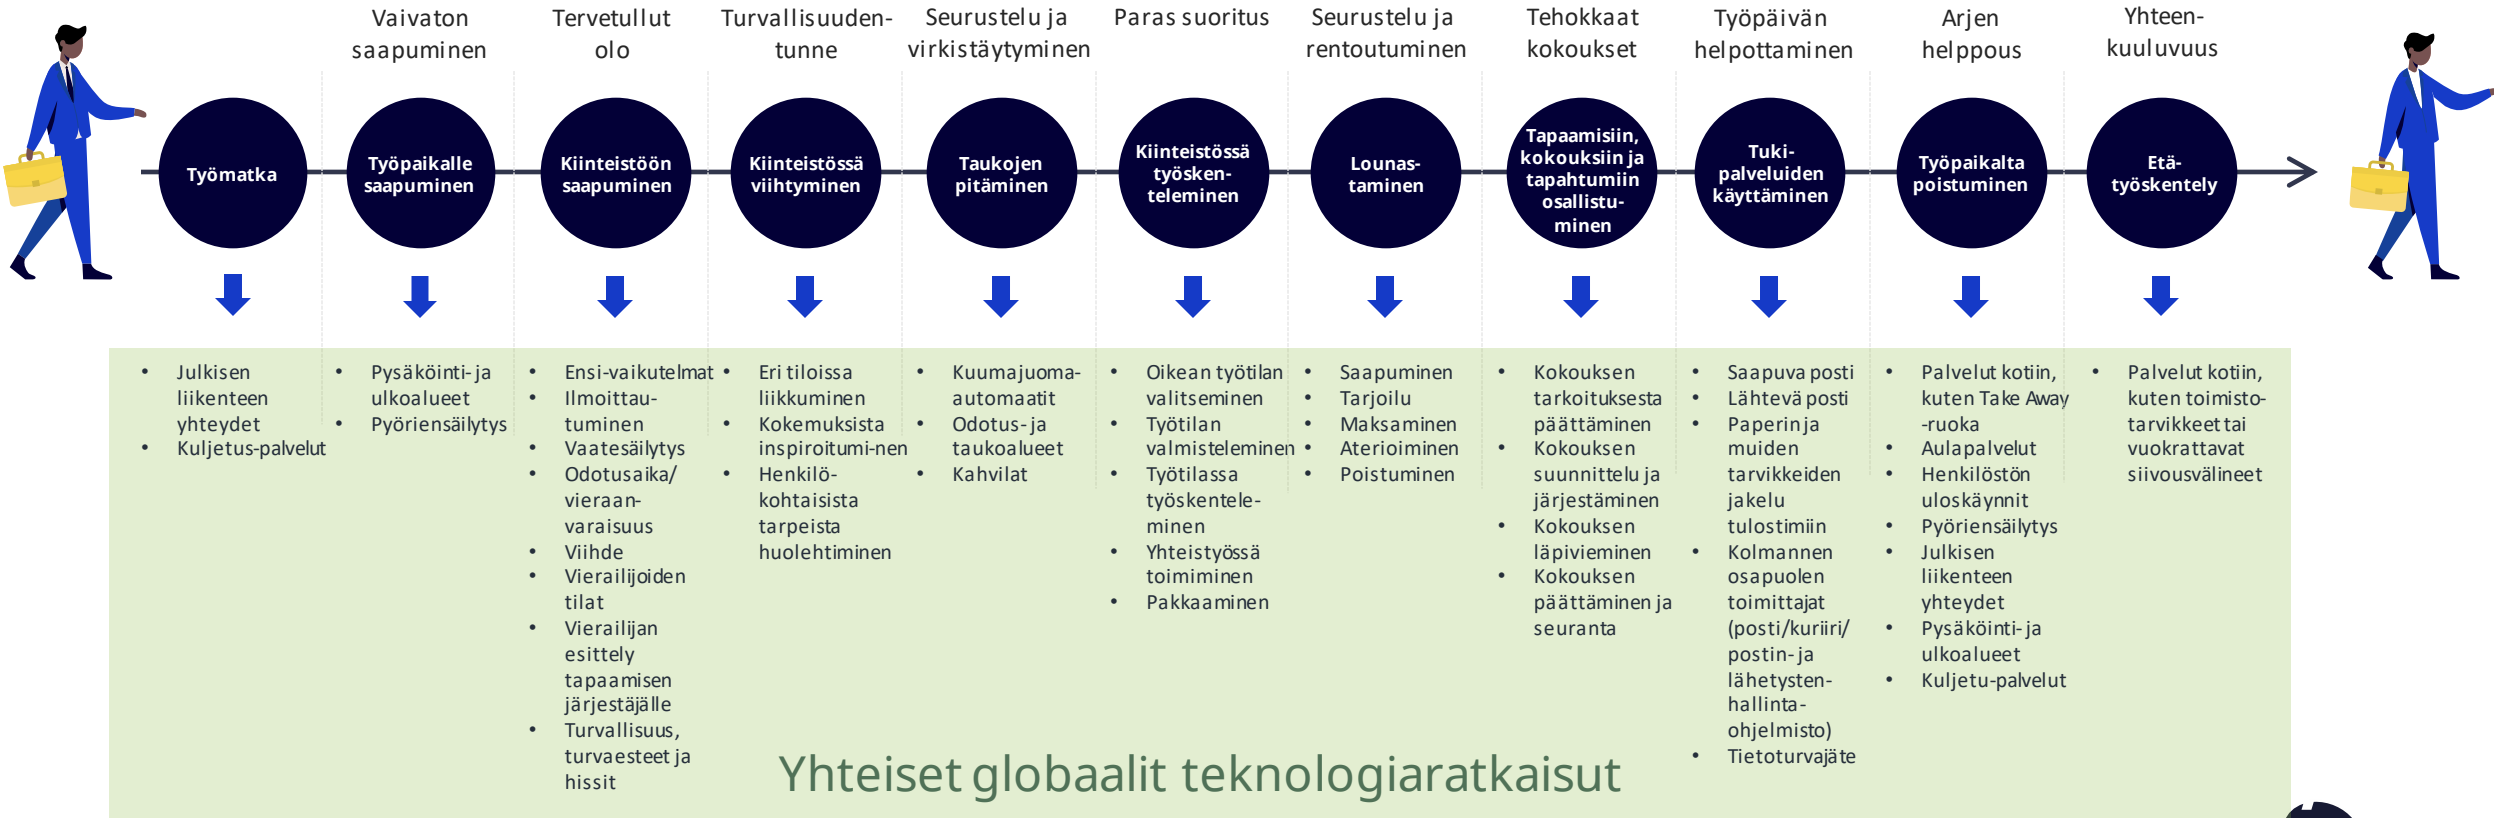 Vaivaton
saapuminen
Tervetullut
olo
Turvallisuuden-
tunne
Seurustelu ja
virkistäytyminen
Paras suoritus
Seurustelu ja
rentoutuminen
Tehokkaat
kokoukset
Työpäivän
helpottaminen
Arjen
helppous
Yhteen-
kuuluvuus
Työmatka
Työpaikalle
saapuminen
Kiinteistöön
saapuminen
Kiinteistössä
viihtyminen
Taukojen
pitäminen
Kiinteistössä
työsken-
teleminen
Lounas-
taminen
Tapaamisiin,
kokouksiin ja
tapahtumiin
osallistu-
minen
Tuki-
palveluiden
käyttäminen
Työpaikalta
poistuminen
Etä-
työskentely
• Julkisen
liikenteen
yhteydet
• Kuljetus-palvelut
• Pysäköinti- ja
ulkoalueet
• Pyöriensäilytys
• Ensi-vaikutelmat
• Ilmoittau-
tuminen
• Vaatesäilytys
• Odotusaika/
vieraan-
varaisuus
• Viihde
• Vierailijoiden
tilat
• Vierailijan
esittely
tapaamisen
järjestäjälle
• Turvallisuus,
turvaesteet ja
hissit
• Eri tiloissa
liikkuminen
• Kokemuksista
inspiroitumi-nen
• Henkilö-
kohtaisista
tarpeista
huolehtiminen
• Kuumajuoma-
automaatit
• Odotus- ja
taukoalueet
• Kahvilat
• Oikean työtilan
valitseminen
• Työtilan
valmisteleminen
• Työtilassa
työskentele-
minen
• Yhteistyössä
toimiminen
• Pakkaaminen
• Saapuminen
• Tarjoilu
• Maksaminen
• Aterioiminen
• Poistuminen
• Kokouksen
tarkoituksesta
päättäminen
• Kokouksen
suunnittelu ja
järjestäminen
• Kokouksen
läpivieminen
• Kokouksen
päättäminen ja
seuranta
• Saapuva posti
• Lähtevä posti
• Paperin ja
muiden
tarvikkeiden
jakelu
tulostimiin
• Kolmannen
osapuolen
toimittajat
(posti/kuriiri/
postin- ja
lähetysten-
hallinta-
ohjelmisto)
• Tietoturvajäte
• Palvelut kotiin,
kuten Take Away
-ruoka
• Aulapalvelut
• Henkilöstön
uloskäynnit
• Pyöriensäilytys
• Julkisen
liikenteen
yhteydet
• Pysäköinti- ja
ulkoalueet
• Kuljetu-palvelut
• Palvelut kotiin,
kuten toimisto-
tarvikkeet tai
vuokrattavat
siivousvälineet
Yhteiset globaalit teknologiaratkaisut